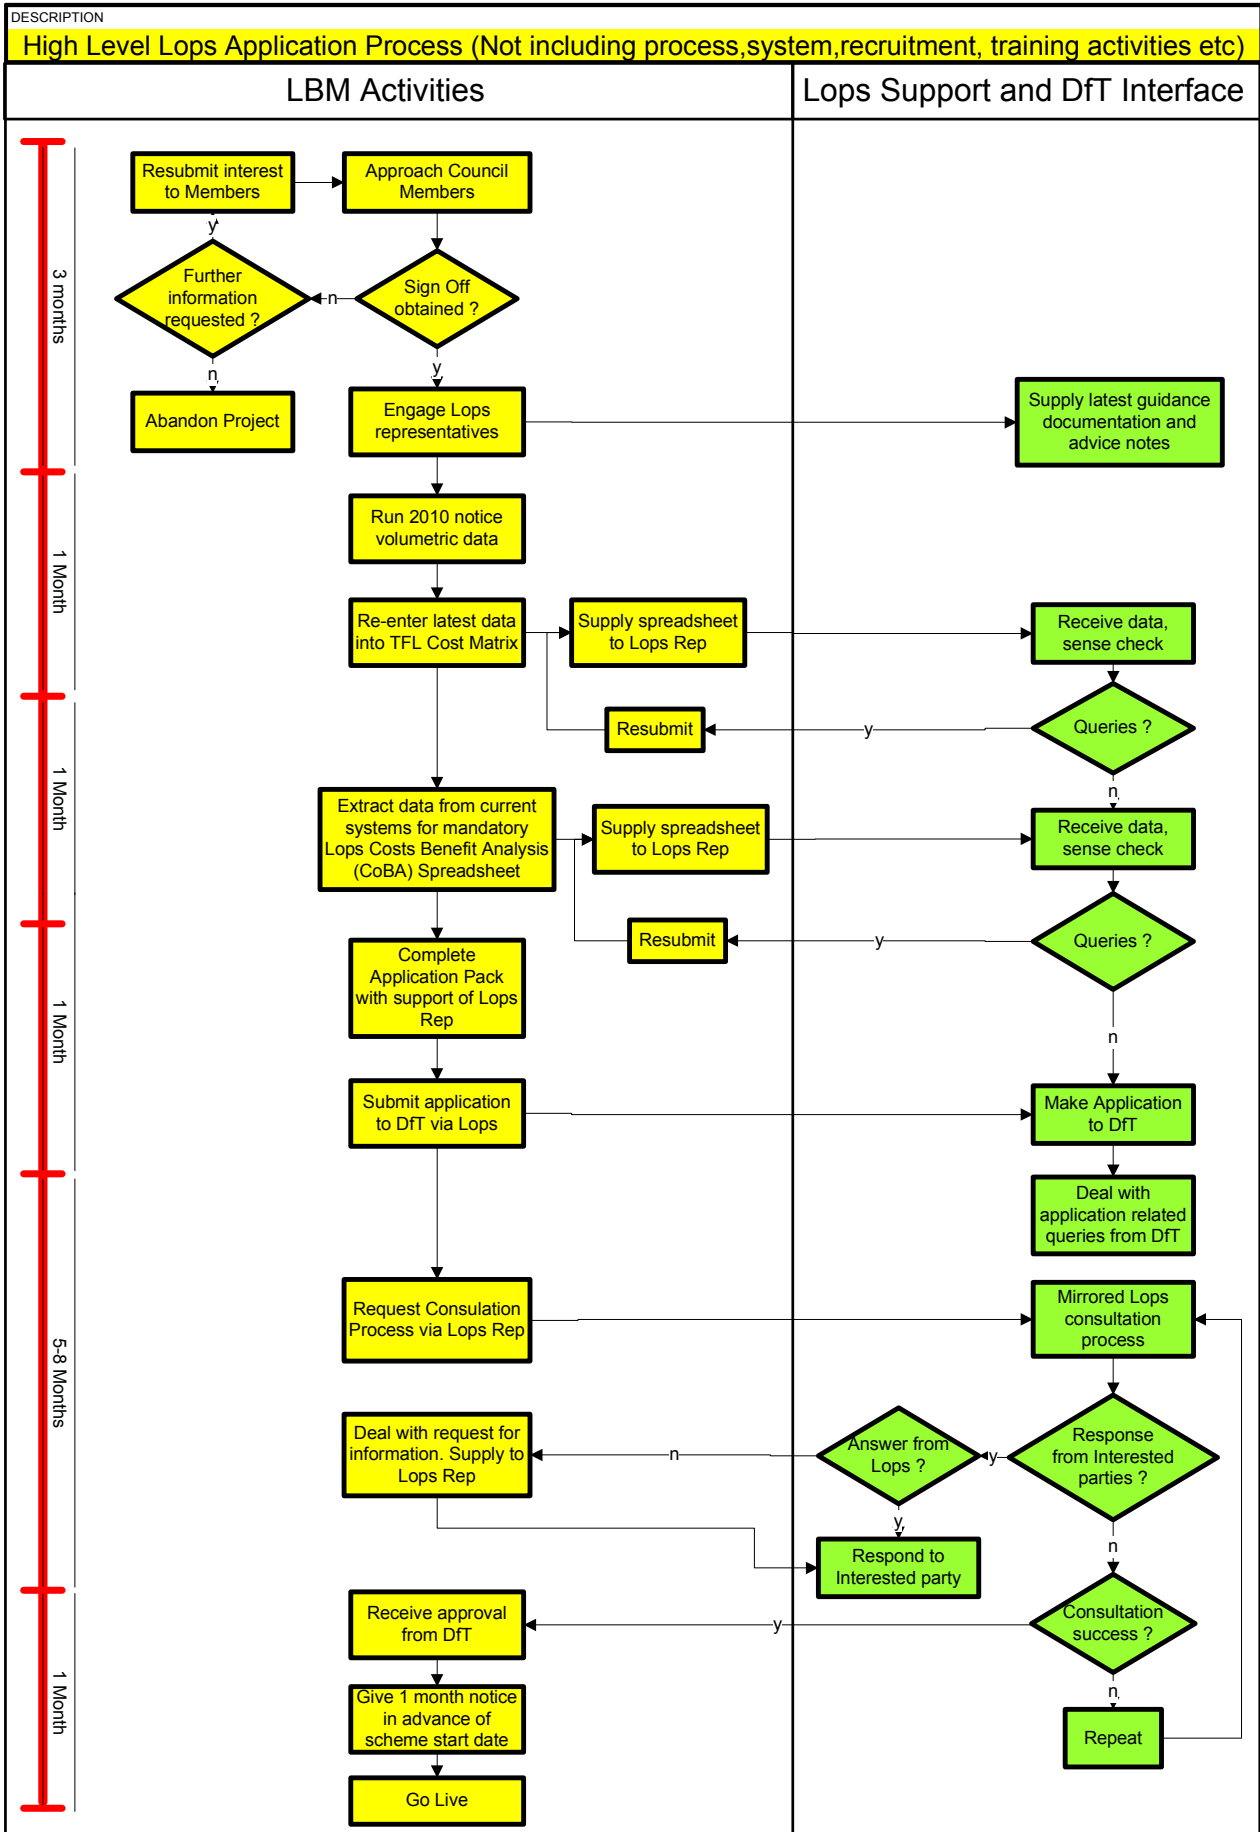 DESCRIPTION
High Level Lops Application Process (Not including process,system,recruitment, training activities etc)
LBM Activities
Lops Support and DfT Interface
3 months
Resubmit interest
to Members
Approach Council
Members
y
Further
information
requested ?
n
Sign Off
obtained ?
n
y
Abandon Project
Engage Lops
representatives
Supply latest guidance
documentation and
advice notes
1 Month
Run 2010 notice
volumetric data
Re-enter latest data
into TFL Cost Matrix
Supply spreadsheet
to Lops Rep
Receive data,
sense check
Resubmit
y
Queries ?
n
1 Month
Extract data from current
systems for mandatory
Lops Costs Benefit Analysis
(CoBA) Spreadsheet
Supply spreadsheet
to Lops Rep
Receive data,
sense check
Resubmit
y
Queries ?
n
1 Month
Complete
Application Pack
with support of Lops
Rep
Submit application
to DfT via Lops
Make Application
to DfT
Deal with
application related
queries from DfT
5-8 Months
Request Consulation
Process via Lops Rep
Mirrored Lops
consultation
process
Deal with request for
information. Supply to
Lops Rep
n
Answer from
Lops ?
y
Response
from Interested
parties ?
y
n
Respond to
Interested party
1 Month
Receive approval
from DfT
y
Consultation
success ?
n
Give 1 month notice
in advance of
scheme start date
Repeat
Go Live